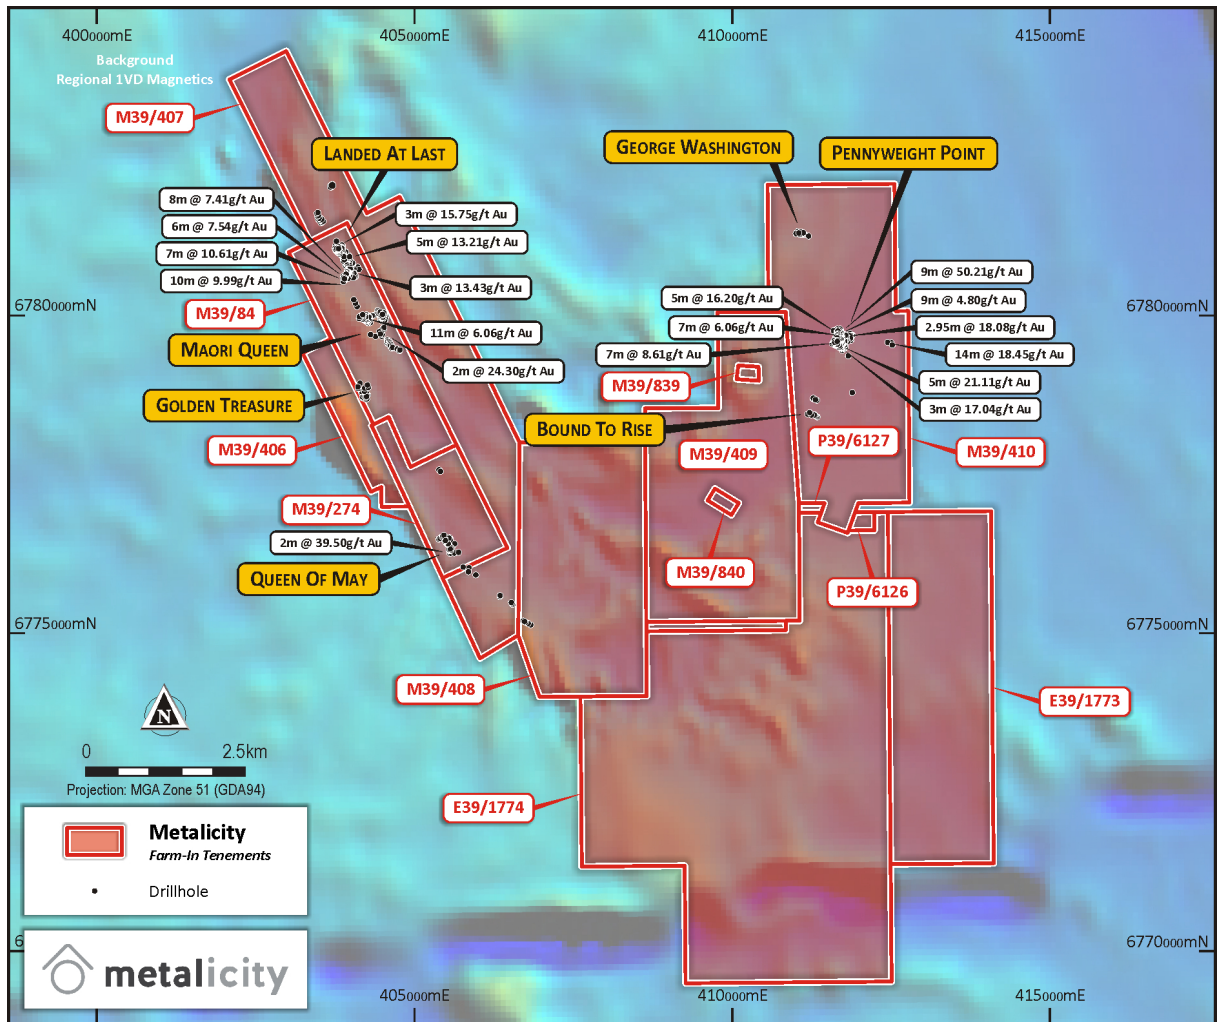 400000mE
405000mE
410000mE
415000mE
Background
Regional 1VD Magnetics
M39/407
LANDED AT LAST
GEORGE WASHINGTON
PENNYWEIGHT POINT
8m @ 7.41g/t Au
6m @ 7.54g/t Au
7m @ 10.61g/t Au
10m @ 9.99g/t Au
3m @ 15.75g/t Au
5m @ 13.21g/t Au
3m @ 13.43g/t Au
11m @ 6.06g/t Au
2m @ 24.30g/t Au
5m @ 16.20g/t Au
7m @ 6.06g/t Au
7m @ 8.61g/t Au
9m @ 50.21g/t Au
9m @ 4.80g/t Au
2.95m @ 18.08g/t Au
14m @ 18.45g/t Au
5m @ 21.11g/t Au
3m @ 17.04g/t Au
6780000mN
6780000mN
M39/84
MAORI QUEEN
GOLDEN TREASURE
M39/406
M39/839
BOUND TO RISE
M39/409
P39/6127
M39/410
M39/274
2m @ 39.50g/t Au
QUEEN OF MAY
M39/840
P39/6126
6775000mN
6775000mN
M39/408
E39/1773
N
0 2.5km
Projection: MGA Zone 51 (GDA94)
E39/1774
Metalicity
Farm-In Tenements
Drillhole
6
6770000mN
metalicity
405000mE
410000mE
415000mE